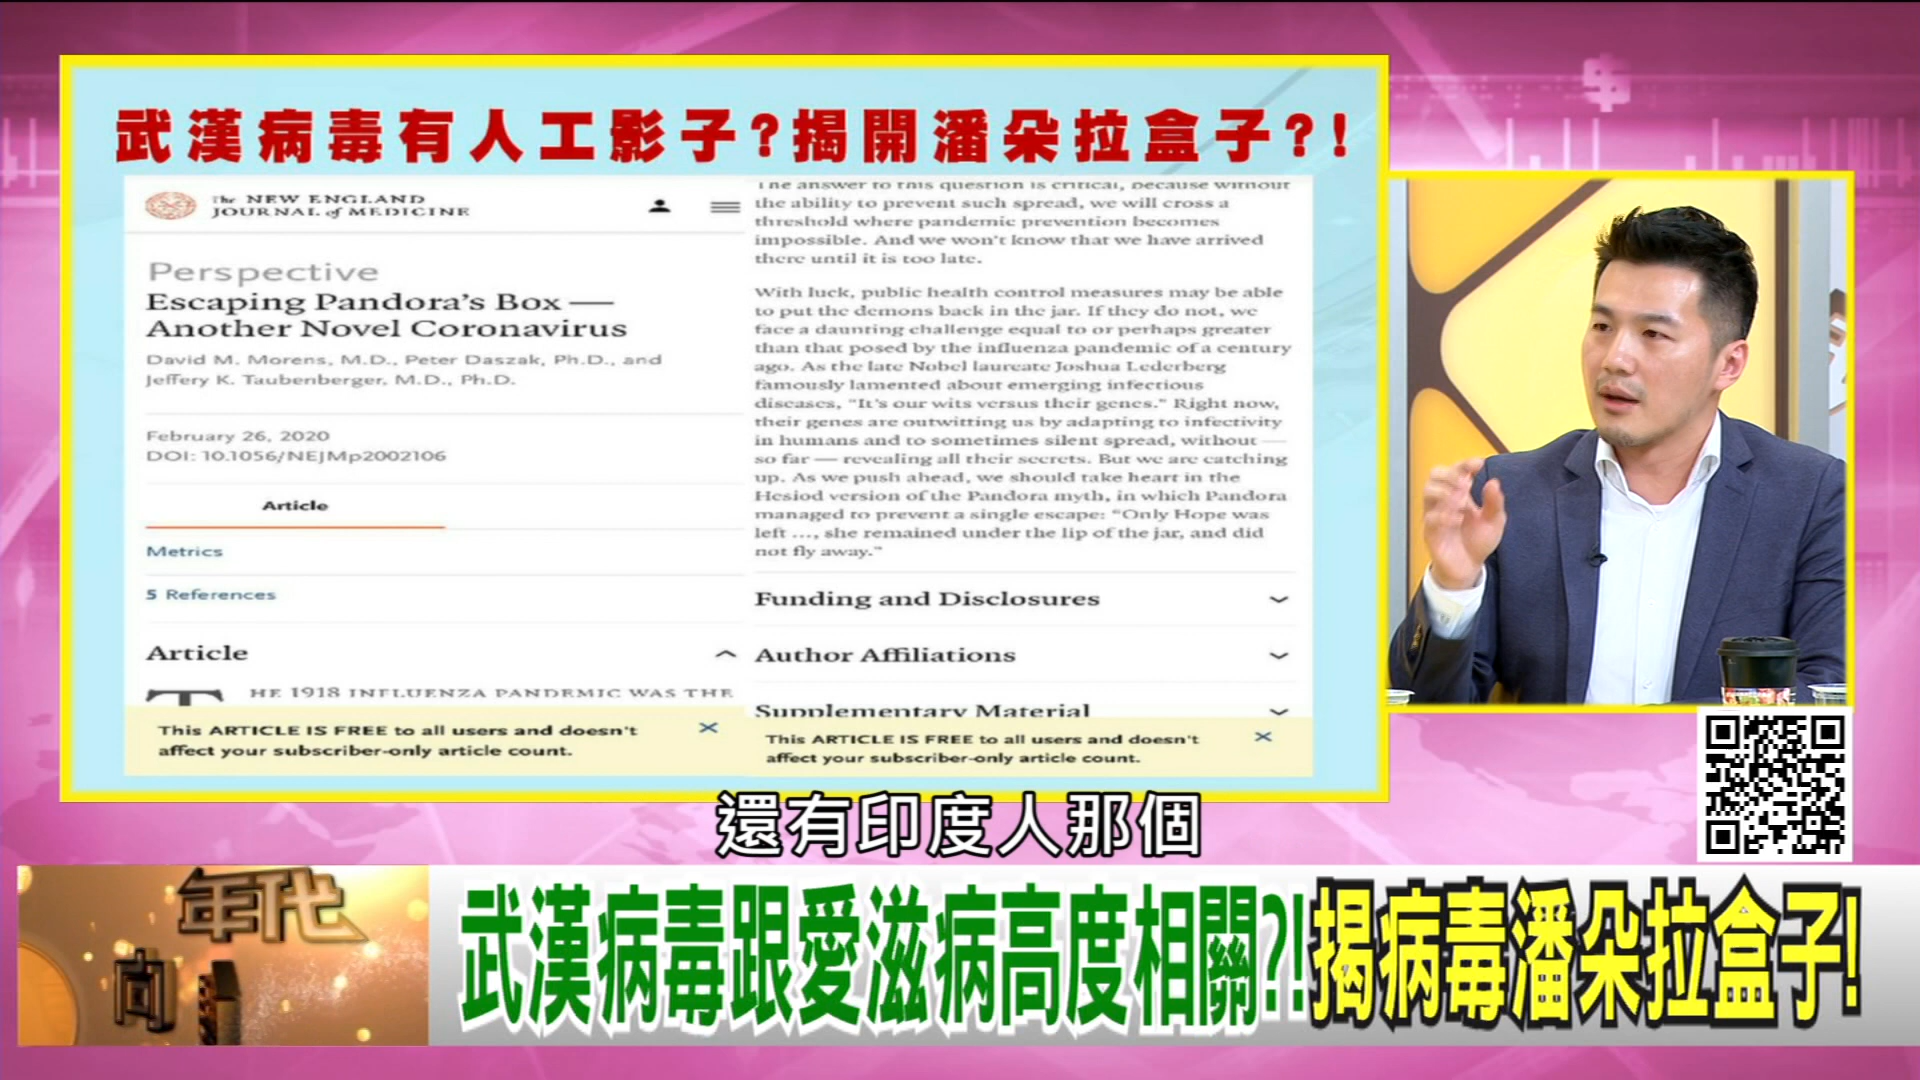 武漢病毒有人工影子?揭開潘朵拉盒子?!
The NEW ENGLAND
JOURNAL of MEDICINE
Perspective
Escaping Pandora's Box —
Another Novel Coronavirus
David M. Morens, M.D., Peter Daszak, Ph.D., and
Jeffery K. Taubenberger, M.D., Ph.D.
February 26, 2020
DOI: 10.1056/NEJMp2002106
Article
Metrics
5 References
Article
THE 1918 INFLUENZA PANDEMIC WAS THE
This ARTICLE IS FREE to all users and doesn't
affect your subscriber-only article count.
The answer to this question is critical, because without
the ability to prevent such spread, we will cross a
threshold where pandemic prevention becomes
impossible. And we won't know that we have arrived
there until it is too late.
With luck, public health control measures may be able
to put the demons back in the jar. If they do not, we
face a daunting challenge equal to or perhaps greater
than that posed by the influenza pandemic of a century
ago. As the late Nobel laureate Joshua Lederberg
famously lamented about emerging infectious
diseases, "It's our wits versus their genes." Right now,
their genes are outwitting us by adapting to infectivity
in humans and to sometimes silent spread, without —
so far — revealing all their secrets. But we are catching
up. As we push ahead, we should take heart in the
Hesiod version of the Pandora myth, in which Pandora
managed to prevent a single escape: "Only Hope was
left …, she remained under the lip of the jar, and did
not fly away."
Funding and Disclosures
Author Affiliations
Supplementary Material
This ARTICLE IS FREE to all users and doesn't
affect your subscriber-only article count.
還有印度人那個
年代
向
武漢病毒跟愛滋病高度相關?!揭病毒潘朵拉盒子!